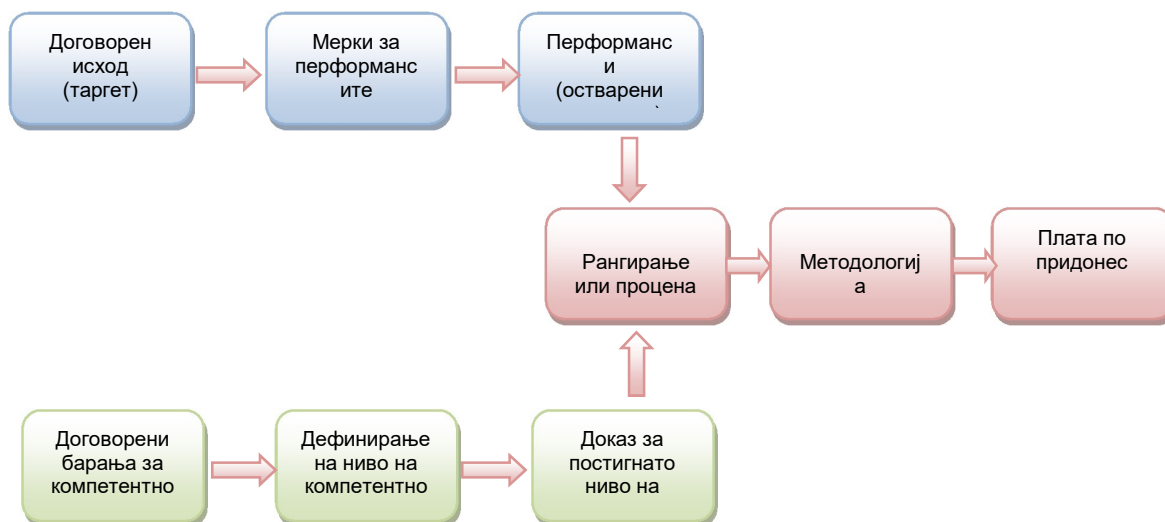 Договорен
исход
(таргет)
Мерки за
перформанс
ите
Перформанс
и
(остварени
Рангирање
или процена
Методологиј
а
Плата по
придонес
Договорени
барања за
компетентно
Дефинирање
на ниво на
компетентно
Доказ за
постигнато
ниво на